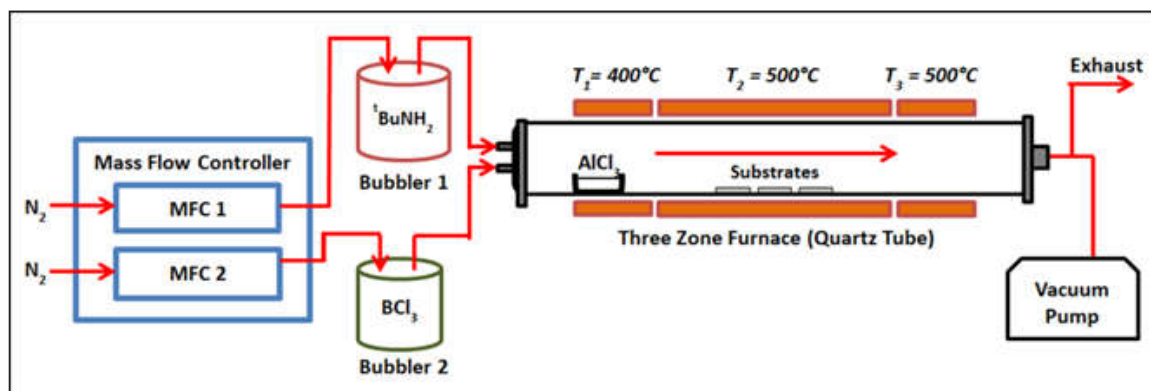 T₁= 400°C
T₂ = 500°C
T₃ = 500°C
Exhaust
ᵗBuNH₂
Mass Flow Controller
Bubbler 1
AlCl₃
Substrates
N₂
MFC 1
Three Zone Furnace (Quartz Tube)
N₂
MFC 2
BCl₃
Vacuum
Pump
Bubbler 2